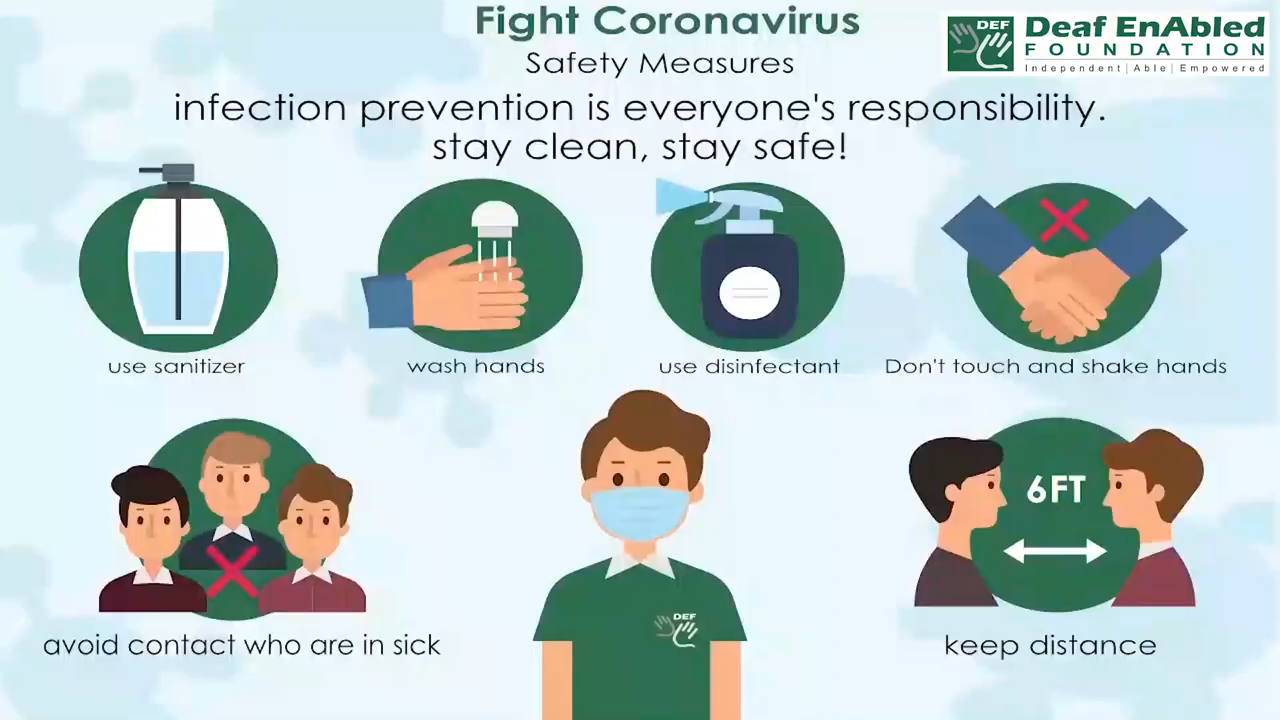 Fight Coronavirus
Safety Measures
infection prevention is everyone's responsibility.
stay clean, stay safe!
DEF
Deaf EnAbled
FOUNDATION
Independent | Able | Empowered
use sanitizer
wash hands
use disinfectant
Don't touch and shake hands
6FT
DEF
avoid contact who are in sick
keep distance